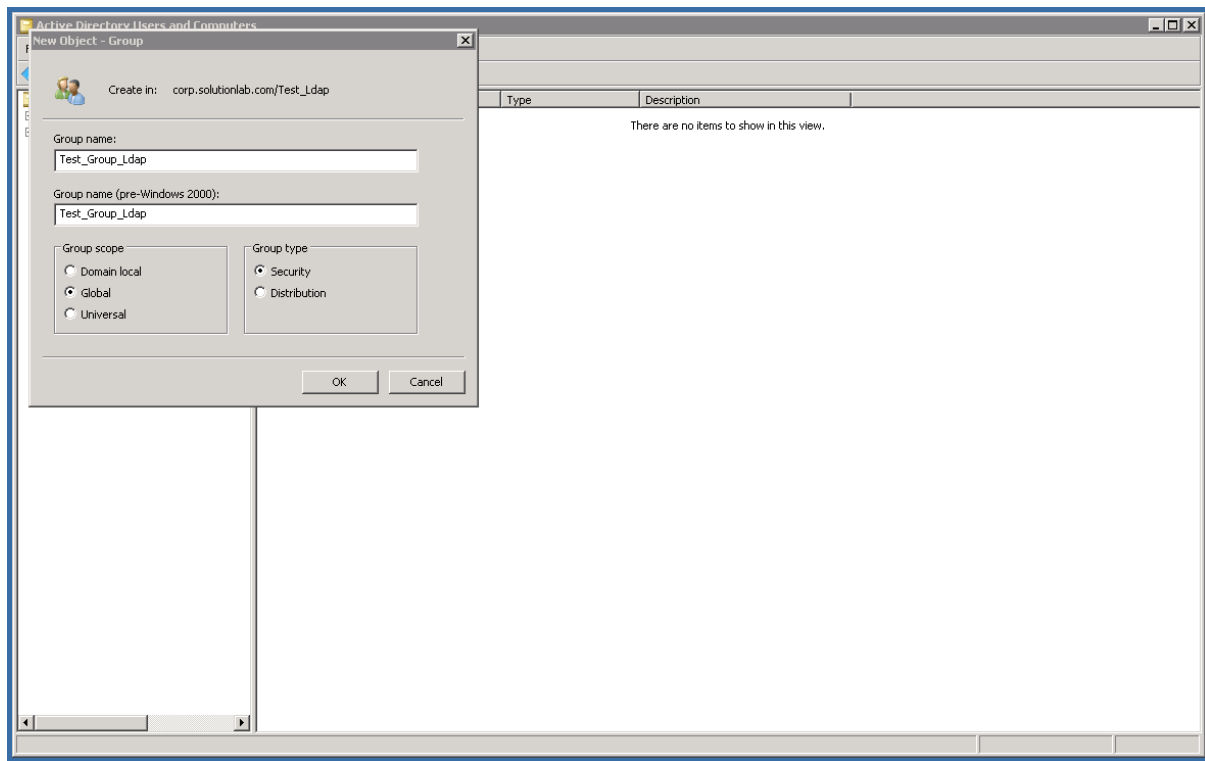 Active Directory Users and Computers
New Object - Group
Create in: corp.solutionlab.com/Test_Ldap
Type Description
There are no items to show in this view.
Group name:
Test_Group_Ldap
Group name (pre-Windows 2000):
Test_Group_Ldap
Group scope
Domain local
Global
Universal
Group type
Security
Distribution
OK Cancel